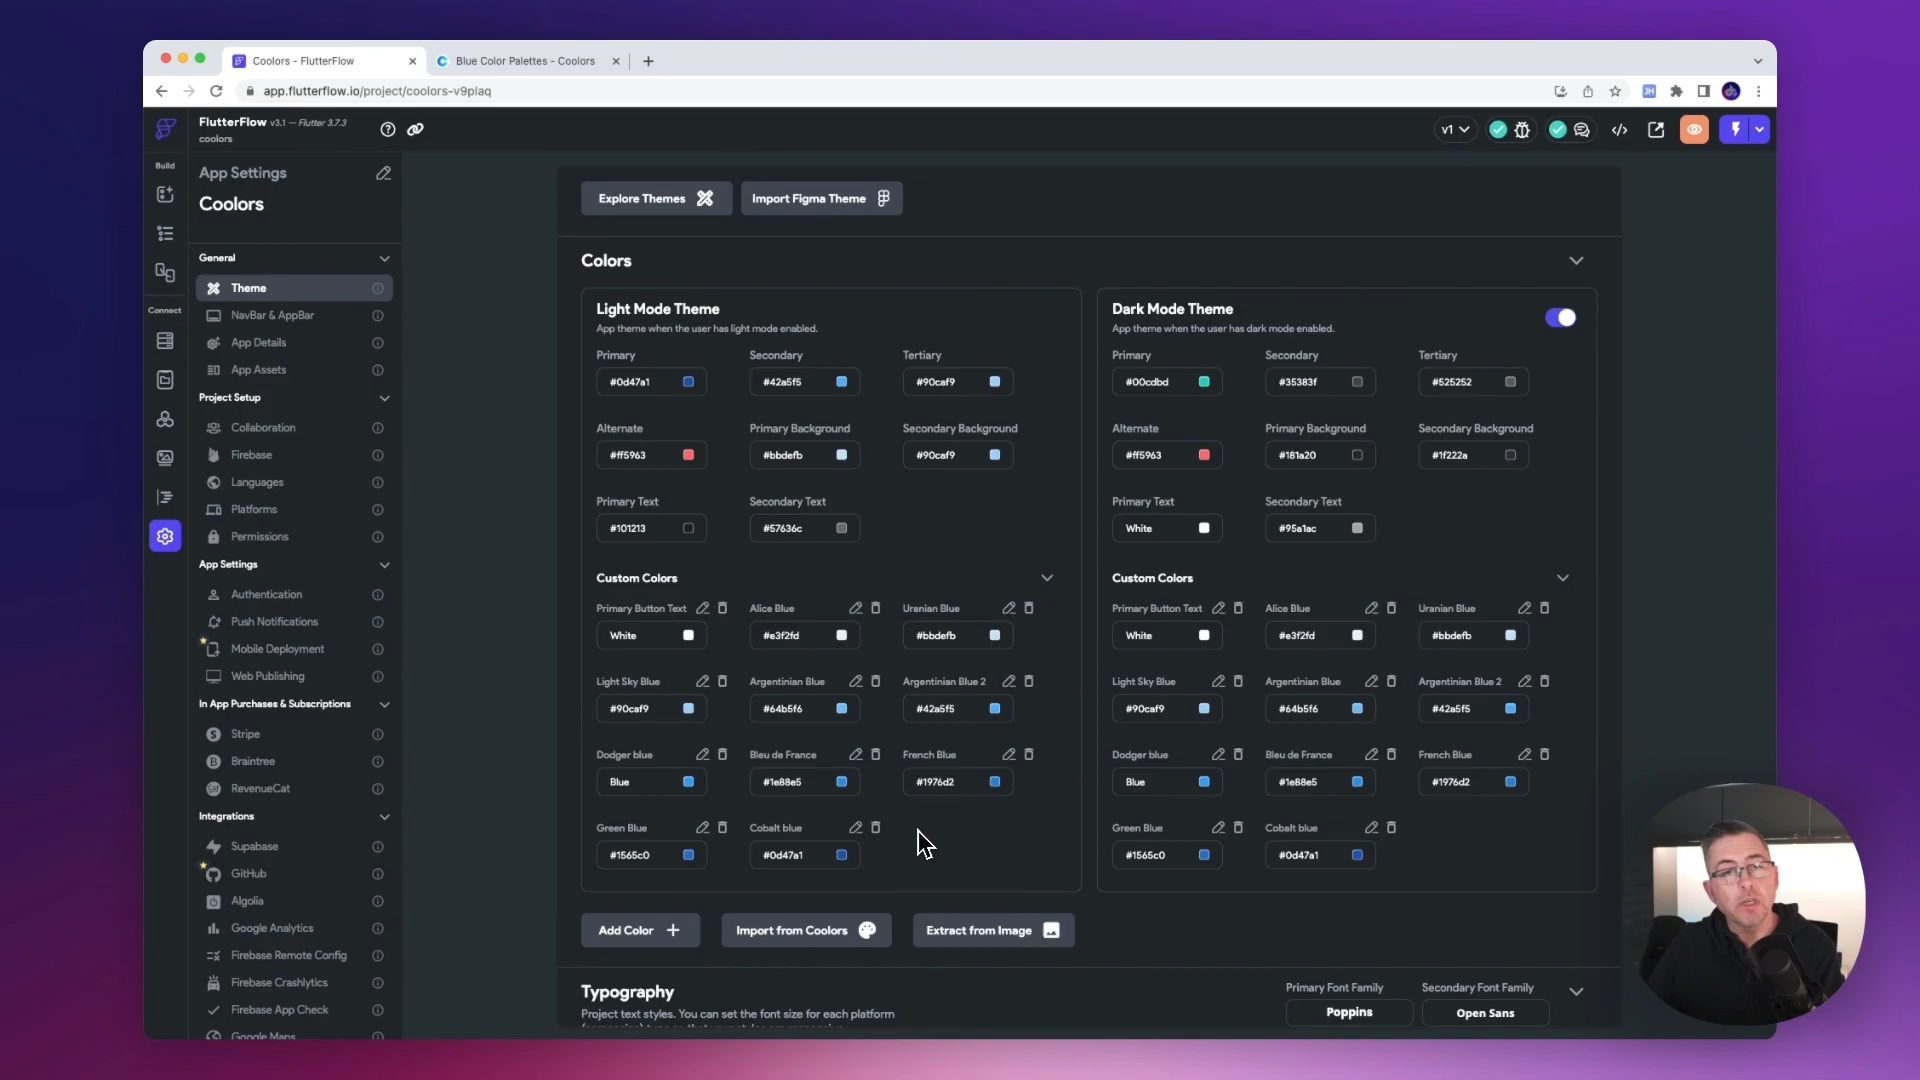 Coolors - FlutterFlow
Blue Color Palettes - Coolors
app.flutterflow.io/project/coolors-v9plaq
FlutterFlow v3.1 — Flutter 3.7.3
coolors
v1
Build
Connect
App Settings
Coolors
General
Theme
NavBar & AppBar
App Details
App Assets
Project Setup
Collaboration
Firebase
Languages
Platforms
Permissions
App Settings
Authentication
Push Notifications
Mobile Deployment
Web Publishing
In App Purchases & Subscriptions
Stripe
Braintree
RevenueCat
Integrations
Supabase
GitHub
Algolia
Google Analytics
Firebase Remote Config
Firebase Crashlytics
Firebase App Check
Google Maps
Explore Themes Import Figma Theme
Colors
Light Mode Theme
App theme when the user has light mode enabled.
Primary Secondary Tertiary
#0d47a1 #42a5f5 #90caf9
Alternate Primary Background Secondary Background
#ff5963 #bbdefb #90caf9
Primary Text Secondary Text
#101213 #57636c
Custom Colors
Primary Button Text Alice Blue Uranian Blue
White #e3f2fd #bbdefb
Light Sky Blue Argentinian Blue Argentinian Blue 2
#90caf9 #64b5f6 #42a5f5
Dodger blue Bleu de France French Blue
Blue #1e88e5 #1976d2
Green Blue Cobalt blue
#1565c0 #0d47a1
Dark Mode Theme
App theme when the user has dark mode enabled.
Primary Secondary Tertiary
#00cdbd #35383f #525252
Alternate Primary Background Secondary Background
#ff5963 #181a20 #1f222a
Primary Text Secondary Text
White #95a1ac
Custom Colors
Primary Button Text Alice Blue Uranian Blue
White #e3f2fd #bbdefb
Light Sky Blue Argentinian Blue Argentinian Blue 2
#90caf9 #64b5f6 #42a5f5
Dodger blue Bleu de France French Blue
Blue #1e88e5 #1976d2
Green Blue Cobalt blue
#1565c0 #0d47a1
Add Color Import from Coolors Extract from Image
Typography
Project text styles. You can set the font size for each platform
Primary Font Family Secondary Font Family
Poppins Open Sans